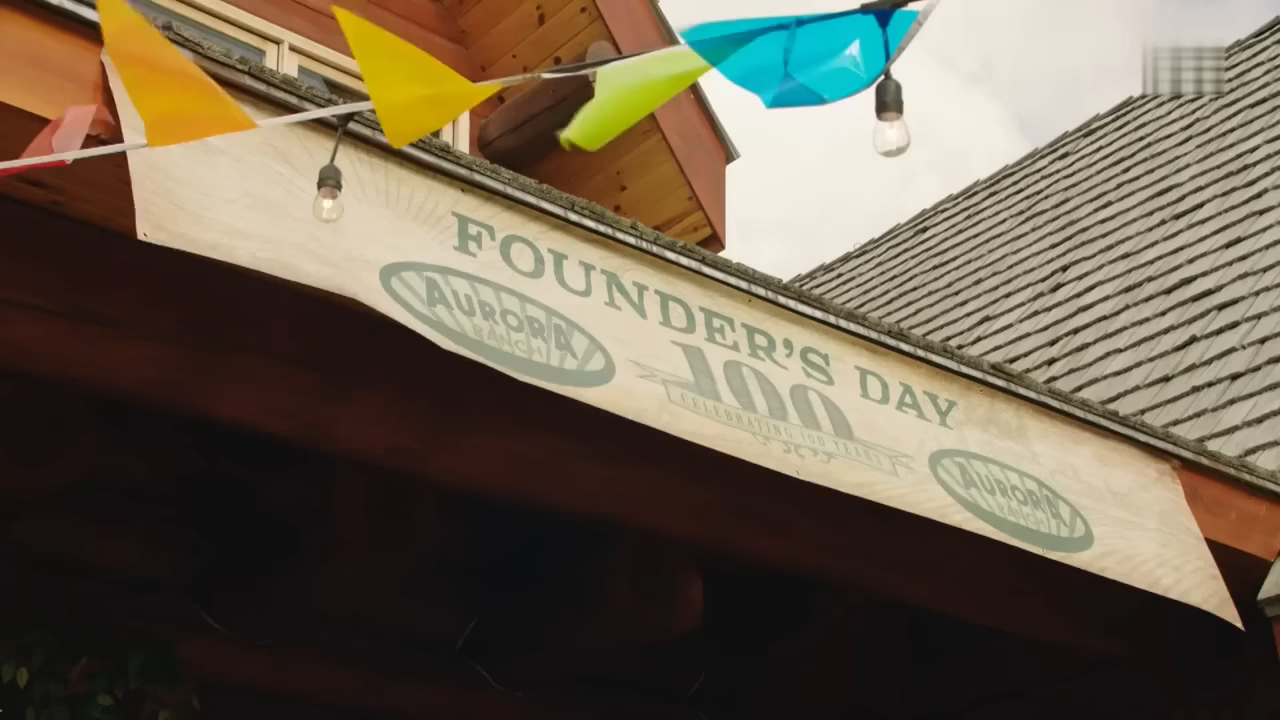 FOUNDER'S DAY
AURORA
RANCH
100
CELEBRATING 100 YEARS
AURORA
RANCH